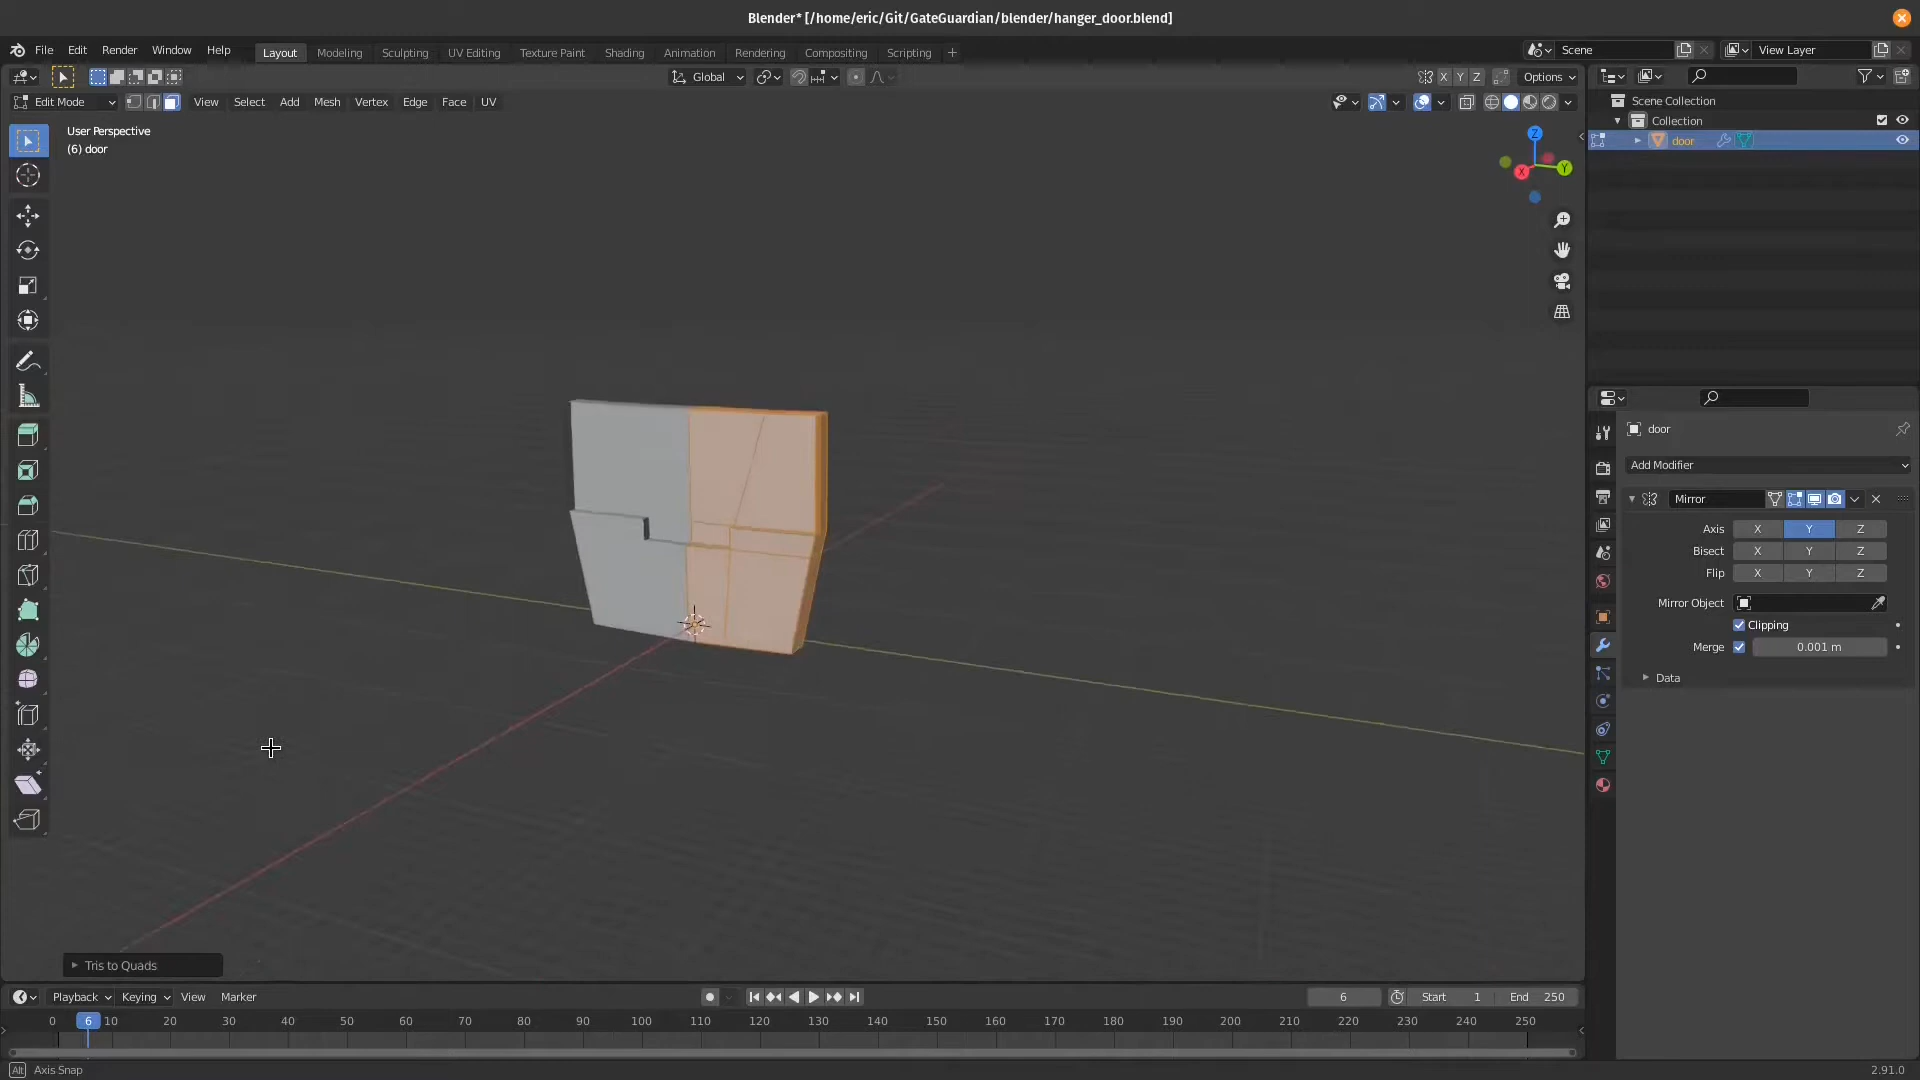 Blender* [/home/eric/Git/GateGuardian/blender/hanger_door.blend]
File Edit Render Window Help Layout Modeling Sculpting UV Editing Texture Paint Shading Animation Rendering Compositing Scripting + Scene View Layer
Global X Y Z Options
Edit Mode View Select Add Mesh Vertex Edge Face UV
User Perspective
(6) door
Z
X
Y
Tris to Quads
Scene Collection
Collection
door
door
Add Modifier
Mirror
Axis X Y Z
Bisect X Y Z
Flip X Y Z
Mirror Object
Clipping
Merge 0.001 m
Data
Playback Keying View Marker 6 Start 1 End 250
0 6 10 20 30 40 50 60 70 80 90 100 110 120 130 140 150 160 170 180 190 200 210 220 230 240 250
Alt Axis Snap 2.91.0